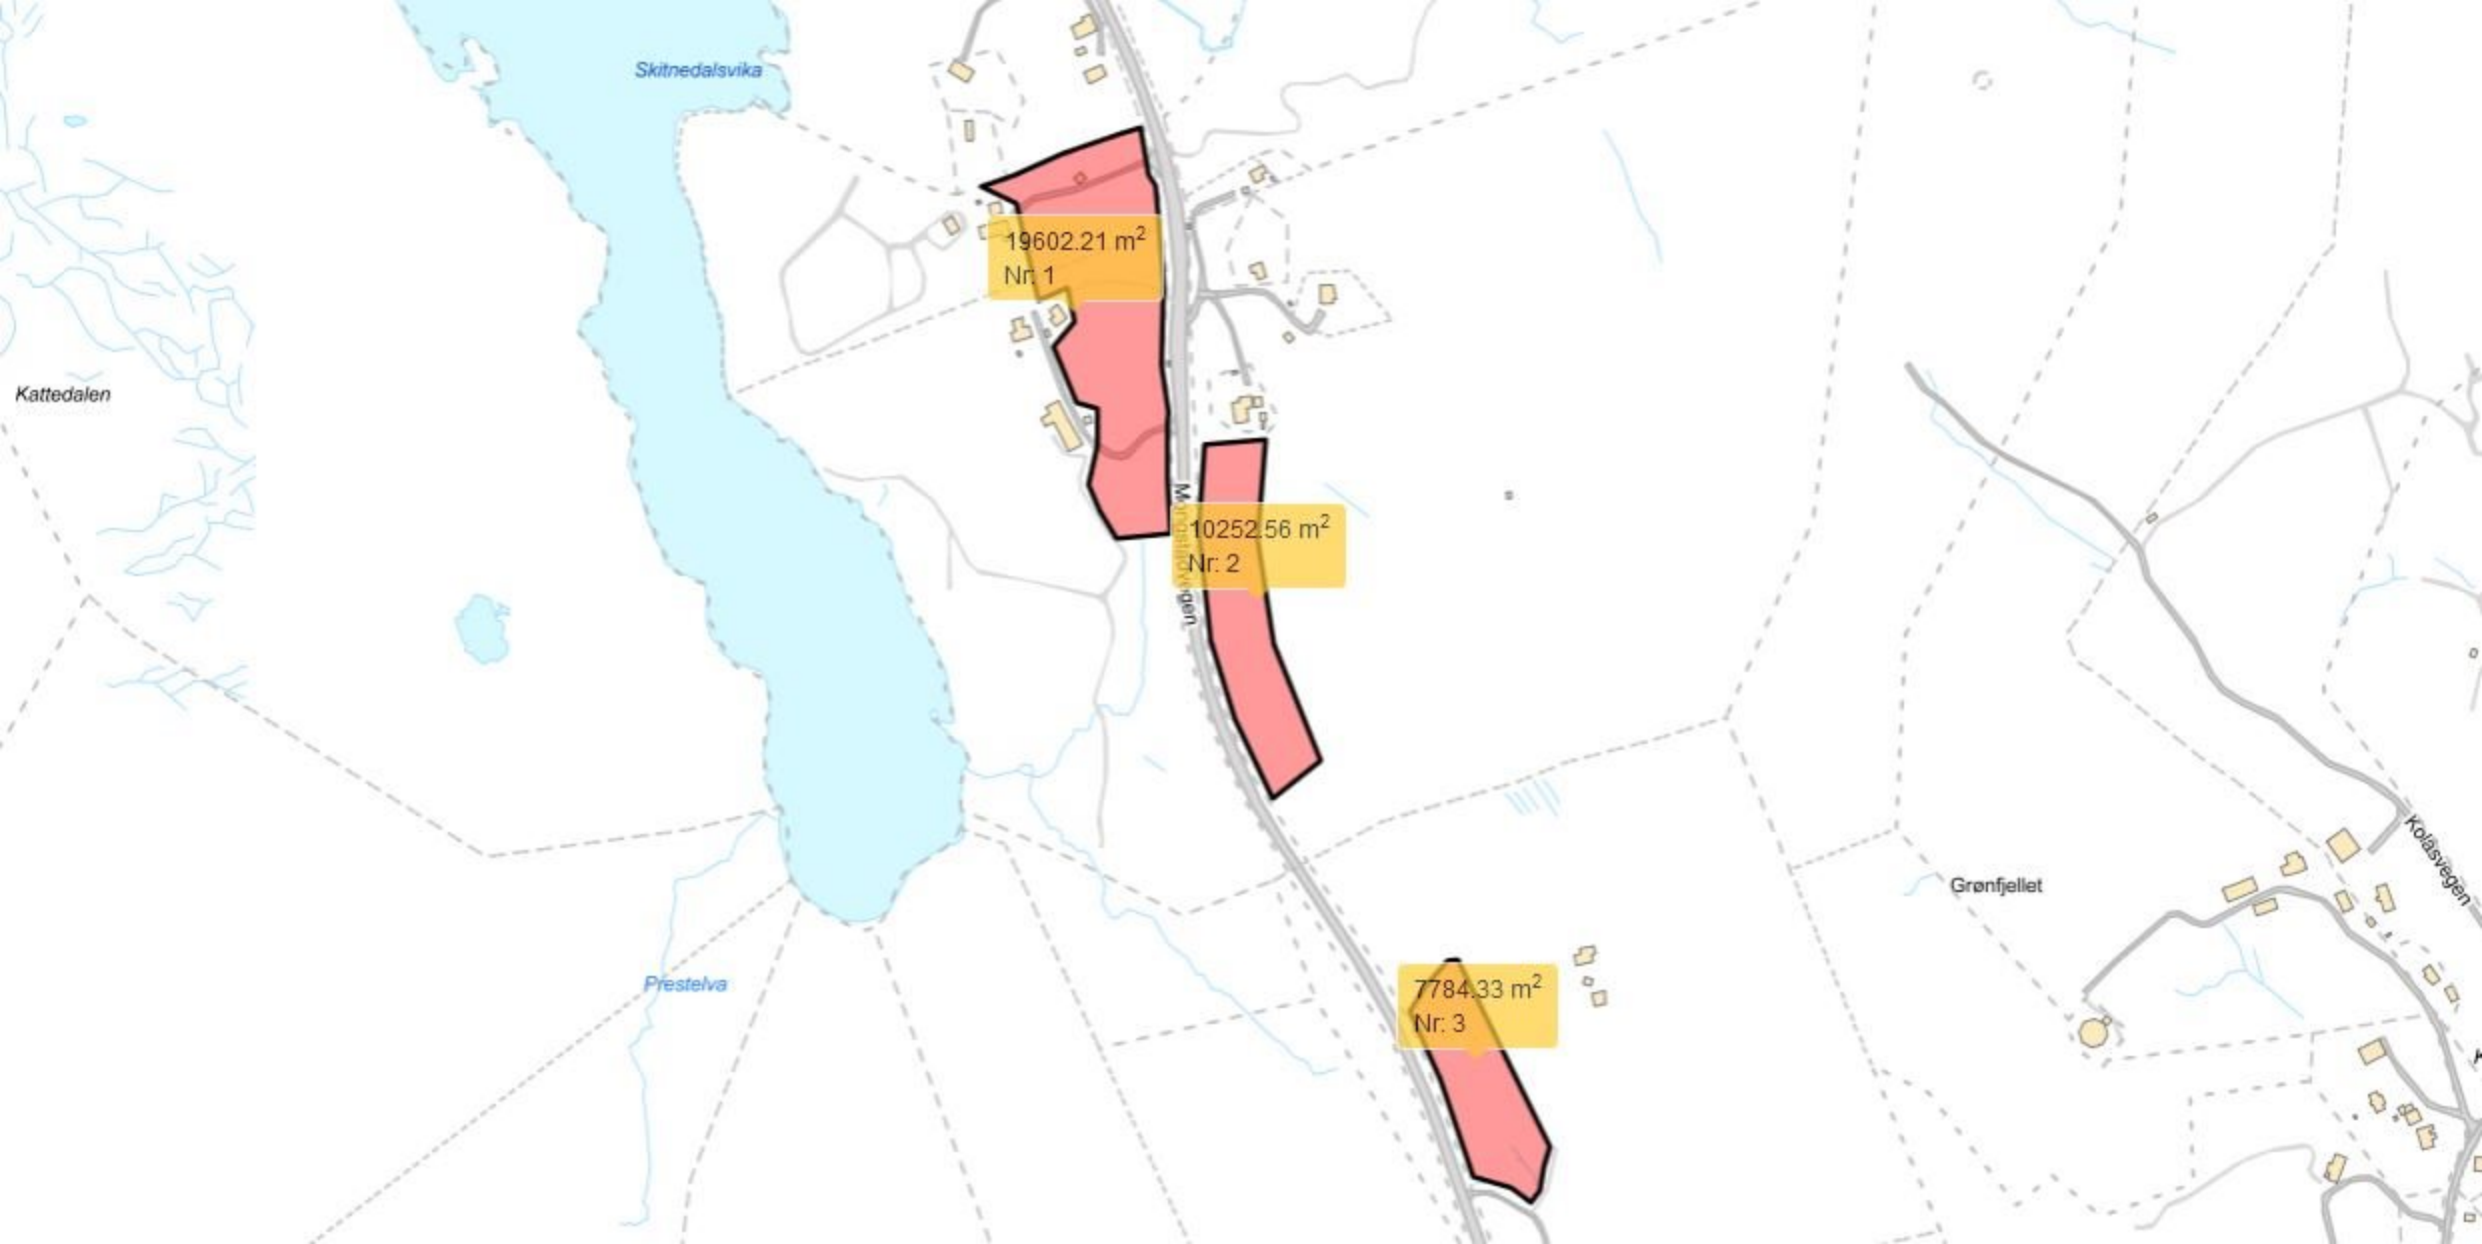 Skitnedalsvika
19602.21 m²
Nr: 1
Kattedalen
Mongstadvegen
10252.56 m²
Nr: 2
Kolåsvegen
Grønfjellet
Prestelva
7784.33 m²
Nr: 3